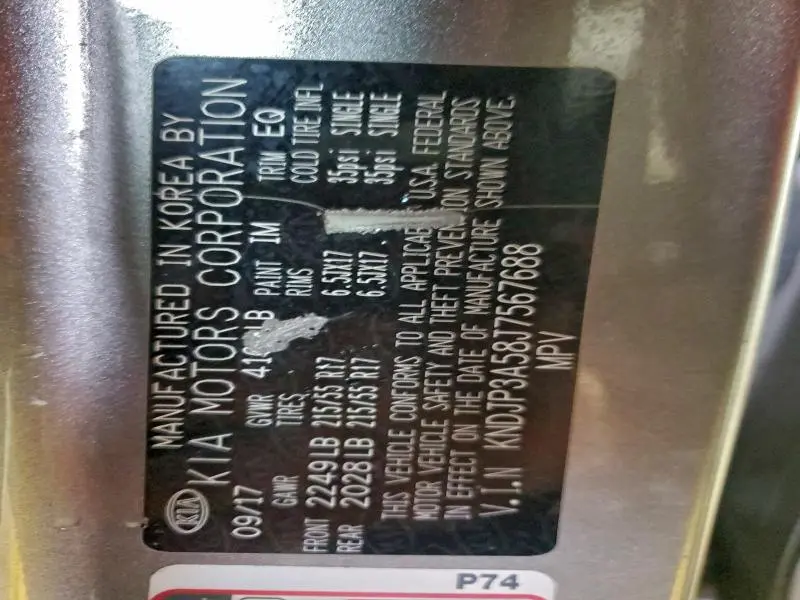 KIA
MANUFACTURED IN KOREA BY
KIA MOTORS CORPORATION
09/17 GVWR LB PAINT IM TRIM EQ
GAWR TIRES RIMS COLD TIRE INFL
FRONT 2249LB 215/55 R17 6.5JX17 35psi SINGLE
REAR 2028LB 215/55 R17 6.5JX17 35psi SINGLE
THIS VEHICLE CONFORMS TO ALL APPLICAB U.S.A. FEDERAL
MOTOR VEHICLE SAFETY AND THEFT PREVENTION STANDARDS
IN EFFECT ON THE DATE OF MANUFACTURE SHOWN ABOVE.
V.I.N KNDJP3A58J7567688
MPV
P74